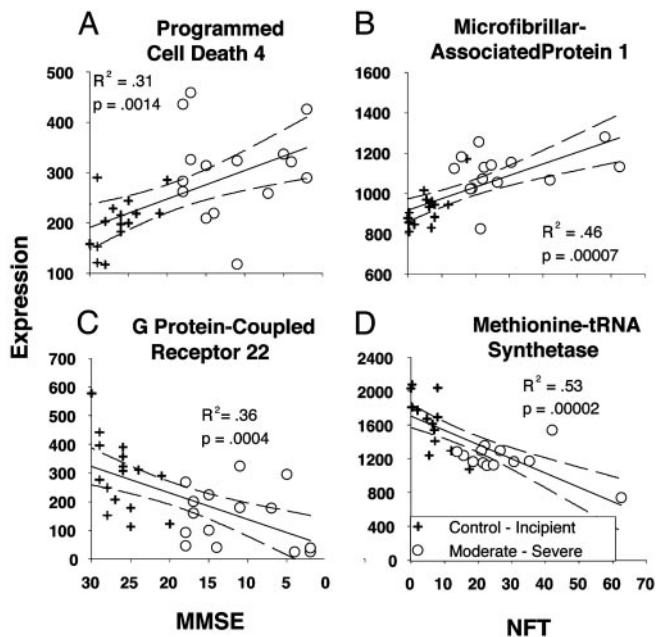 A
Programmed
Cell Death 4
R² = .31
p = .0014
500
400
300
200
100
B
Microfibrillar-
AssociatedProtein 1
1600
1400
1200
1000
800
600
R² = .46
p = .00007
Expression
C
G Protein-Coupled
Receptor 22
R² = .36
p = .0004
700
600
500
400
300
200
100
0
30 25 20 15 10 5 0
MMSE
D
Methionine-tRNA
Synthetase
R² = .53
p = .00002
2400
2000
1600
1200
800
400
0
Control - Incipient
Moderate - Severe
0 10 20 30 40 50 60 70
NFT